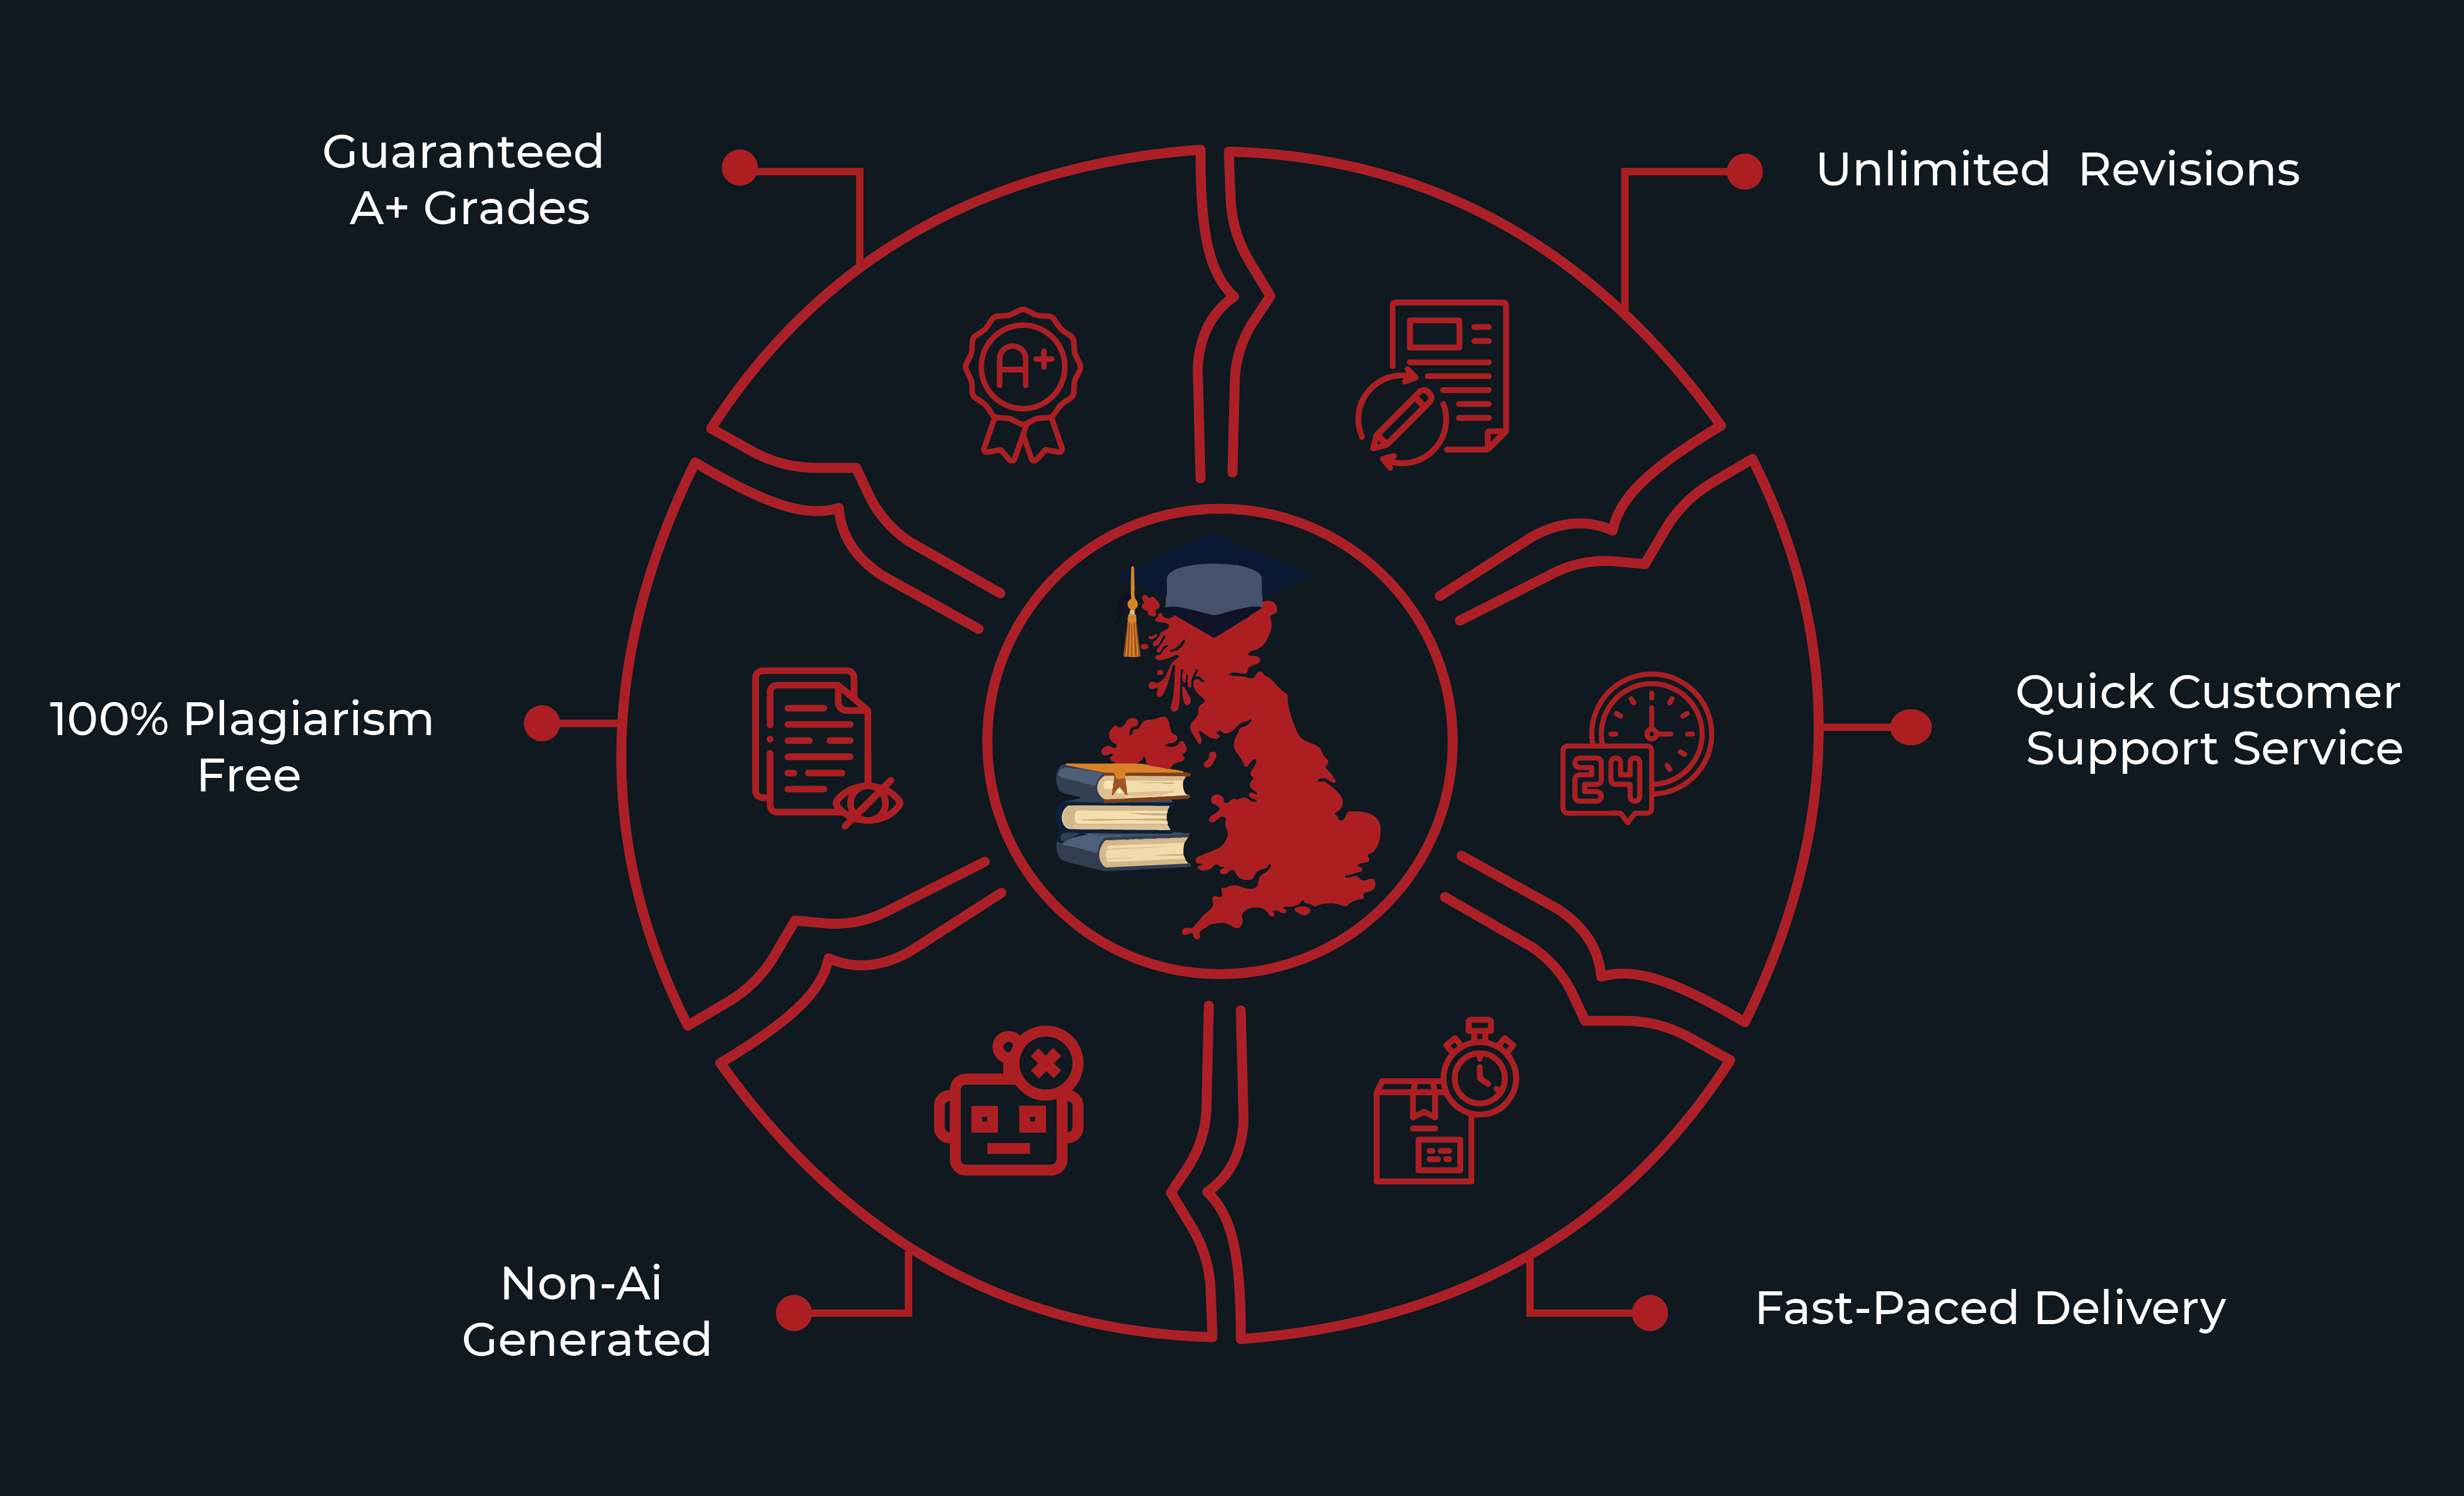 Guaranteed
A+ Grades
Unlimited Revisions
A+
100% Plagiarism
Free
Quick Customer
Support Service
24
Non-Ai
Generated
Fast-Paced Delivery